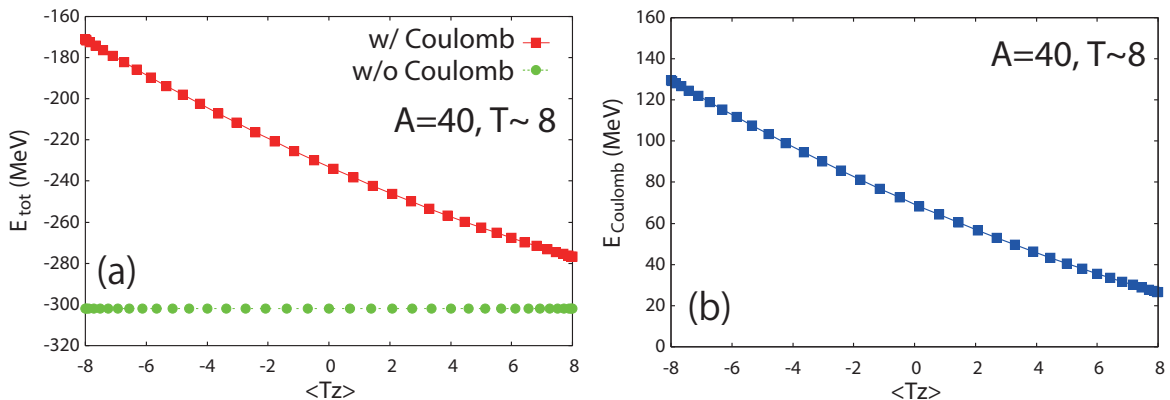 -160
-180
-200
-220
-240
-260
-280
-300
-320
E_tot (MeV)
w/ Coulomb
w/o Coulomb
A=40, T~ 8
(a)
-8 -6 -4 -2 0 2 4 6 8
<Tz>
160
140
120
100
80
60
40
20
0
E_Coulomb (MeV)
A=40, T~8
(b)
-8 -6 -4 -2 0 2 4 6 8
<Tz>